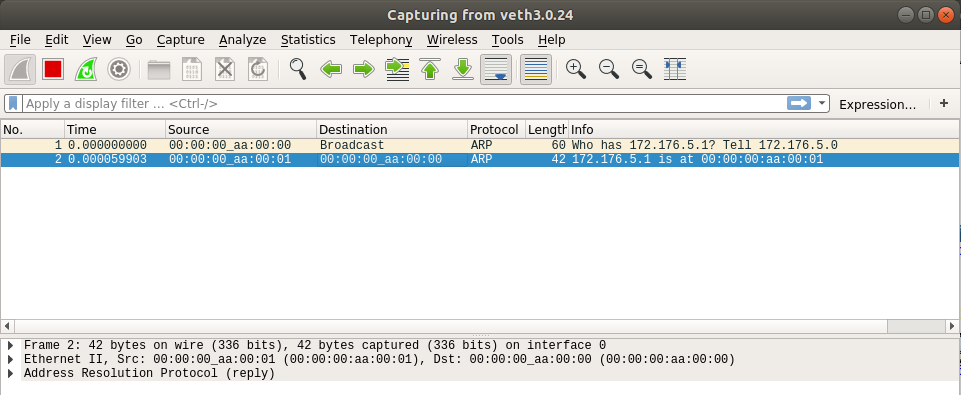 Capturing from veth3.0.24
File Edit View Go Capture Analyze Statistics Telephony Wireless Tools Help
Apply a display filter ... <Ctrl-/> Expression… +
No. Time Source Destination Protocol Length Info
1 0.000000000 00:00:00_aa:00:00 Broadcast ARP 60 Who has 172.176.5.1? Tell 172.176.5.0
2 0.000059903 00:00:00_aa:00:01 00:00:00_aa:00:00 ARP 42 172.176.5.1 is at 00:00:00:aa:00:01
Frame 2: 42 bytes on wire (336 bits), 42 bytes captured (336 bits) on interface 0
Ethernet II, Src: 00:00:00_aa:00:01 (00:00:00:aa:00:01), Dst: 00:00:00_aa:00:00 (00:00:00:aa:00:00)
Address Resolution Protocol (reply)